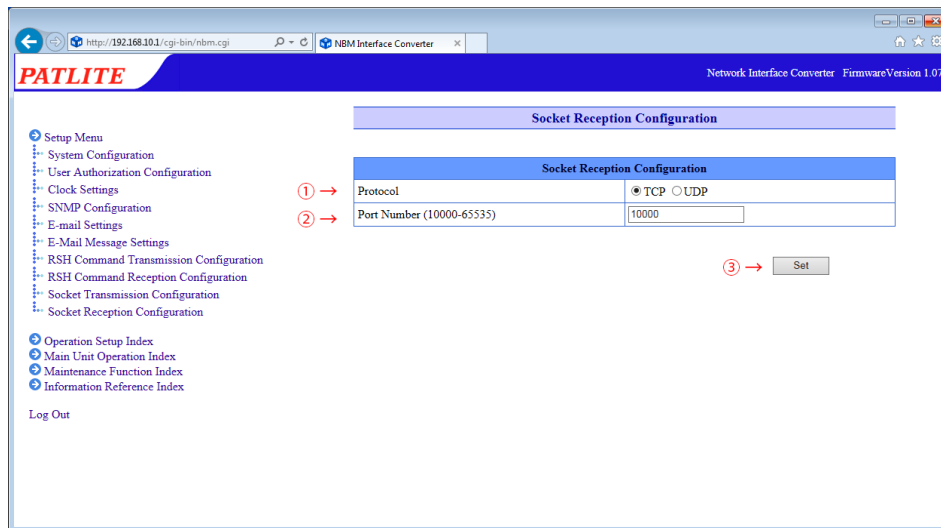 http://192.168.10.1/cgi-bin/nbm.cgi
NBM Interface Converter
PATLITE
Network Interface Converter FirmwareVersion 1.07
Socket Reception Configuration
Setup Menu
System Configuration
User Authorization Configuration
Clock Settings
SNMP Configuration
E-mail Settings
E-Mail Message Settings
RSH Command Transmission Configuration
RSH Command Reception Configuration
Socket Transmission Configuration
Socket Reception Configuration
Operation Setup Index
Main Unit Operation Index
Maintenance Function Index
Information Reference Index
Log Out
Socket Reception Configuration
① → Protocol TCP UDP
② → Port Number (10000-65535) 10000
③ → Set